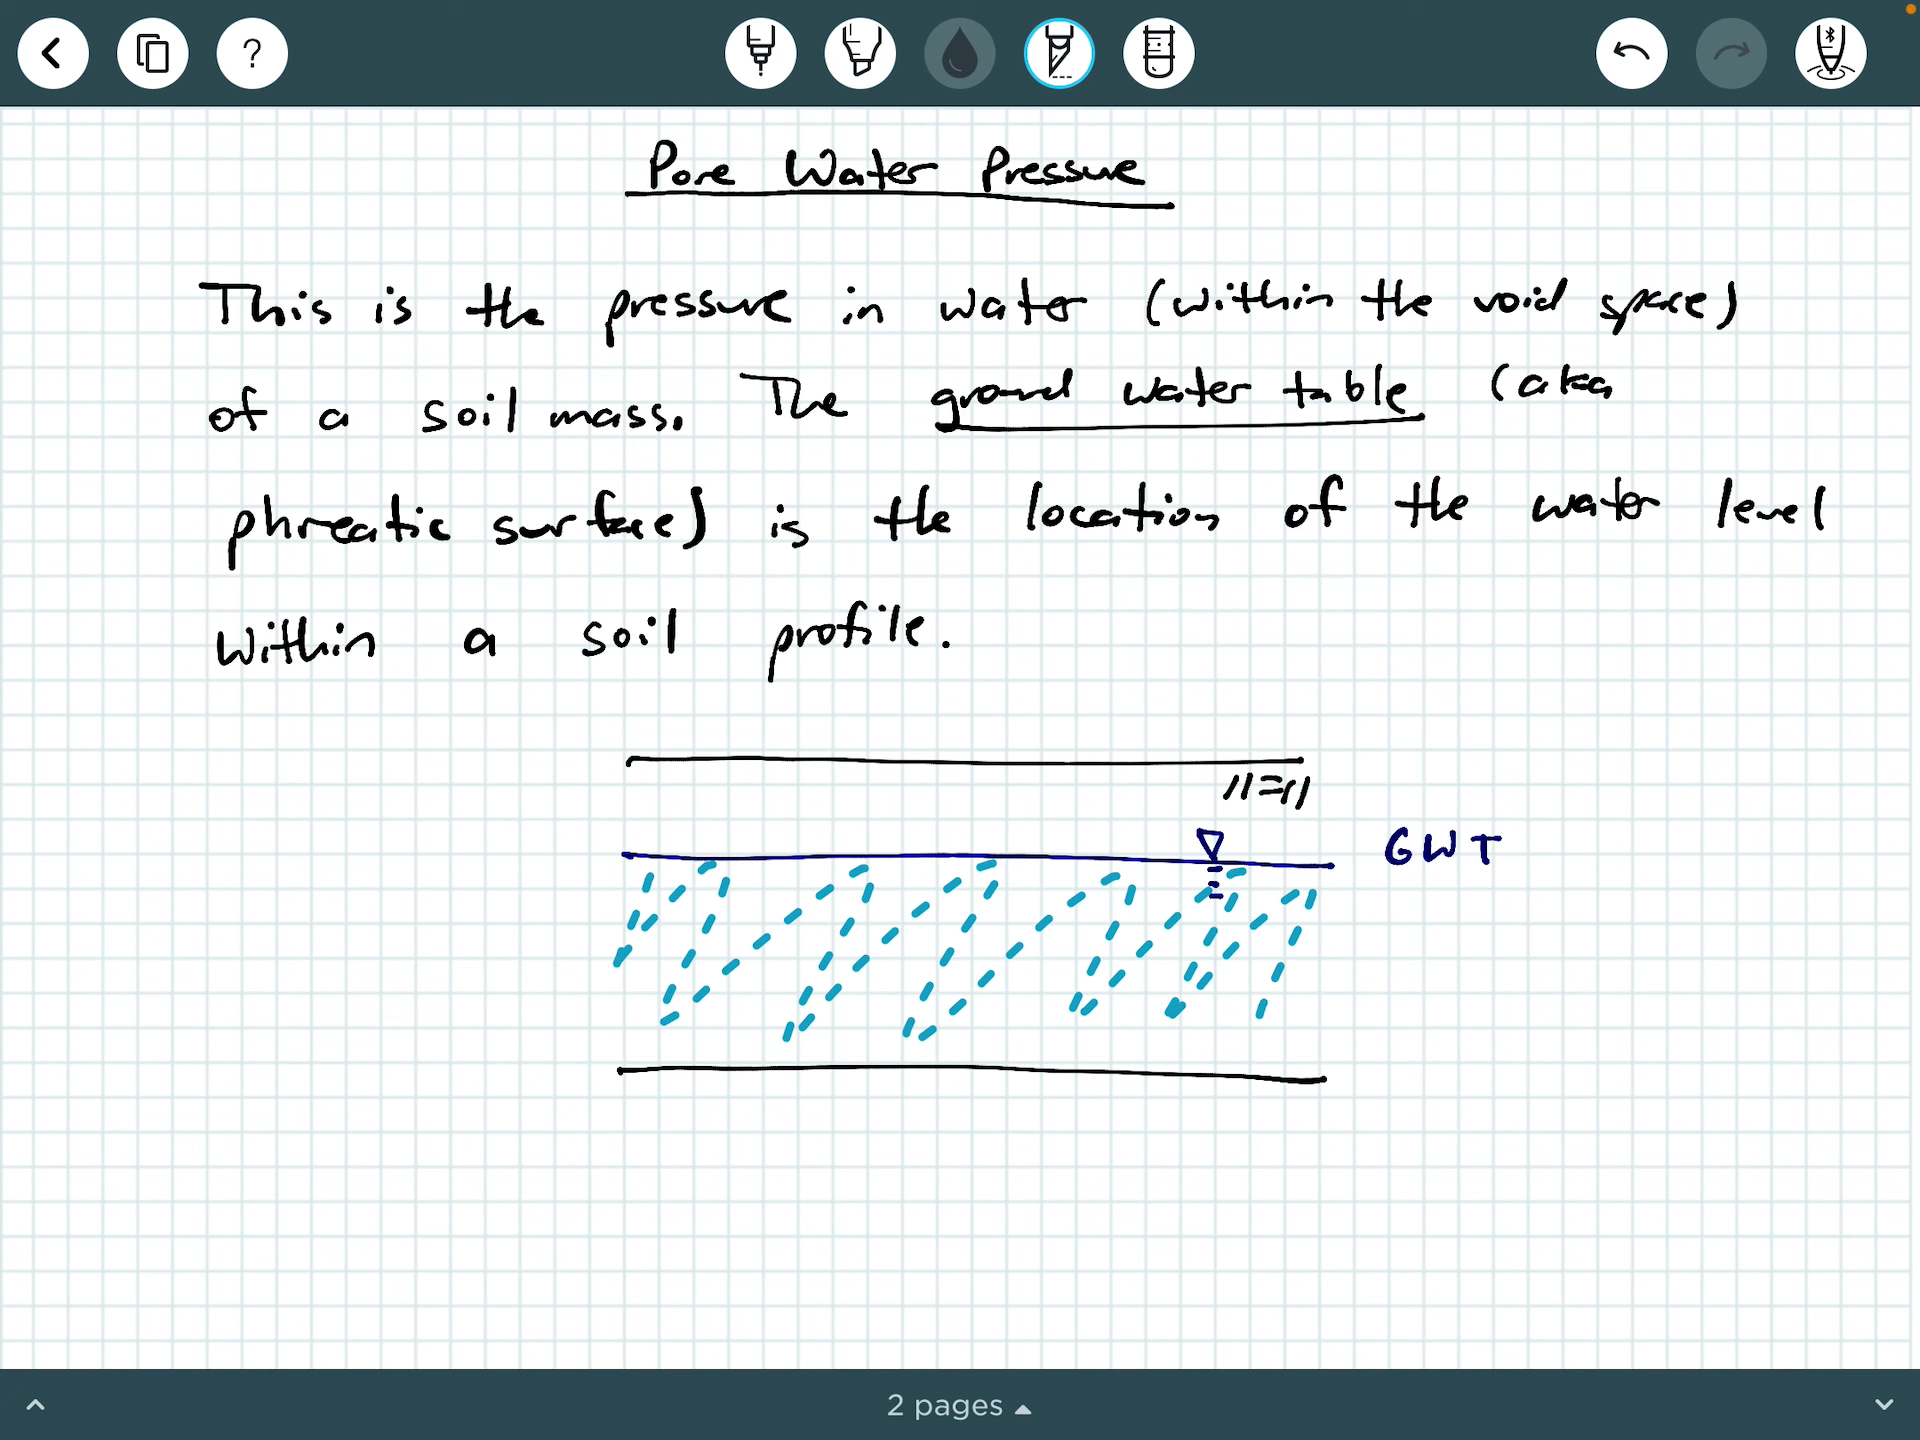 ?
Pore Water Pressure
This is the pressure in water (within the void space)
of a soil mass. The ground water table (aka
phreatic surface) is the location of the water level
within a soil profile.
GWT
2 pages